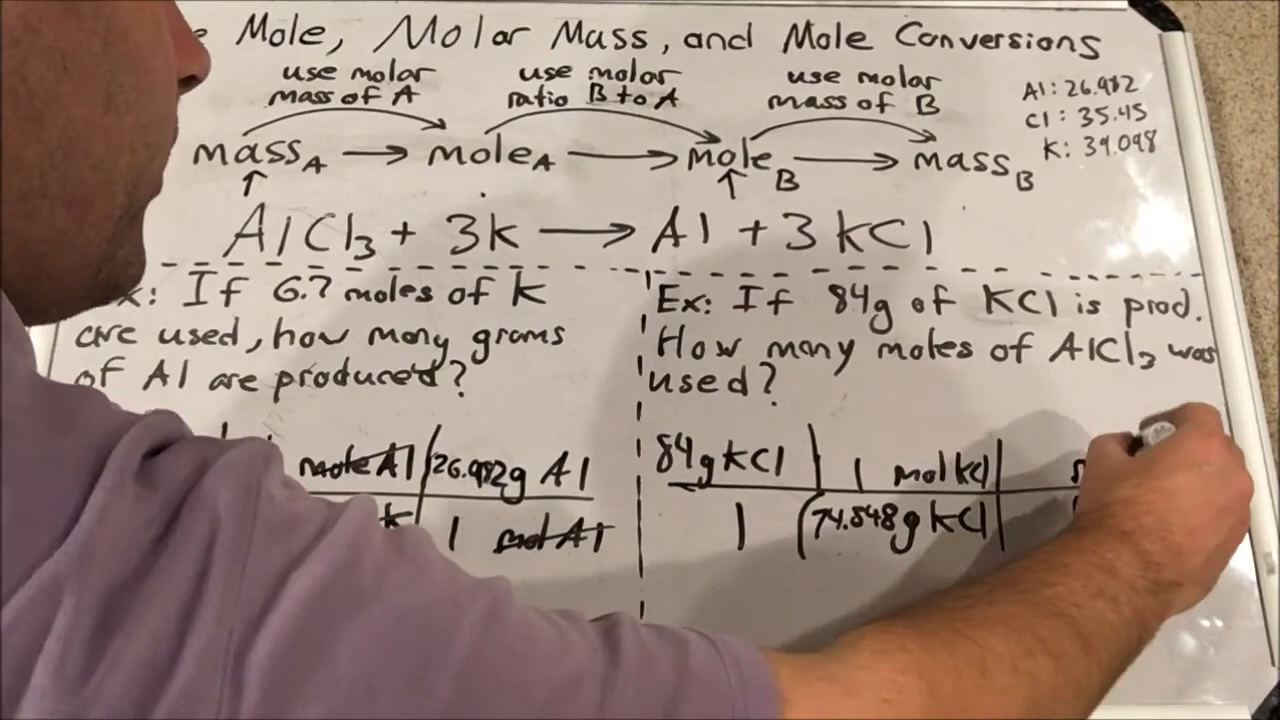 Mole, Molar Mass, and Mole Conversions
use molar mass of A
use molar ratio B to A
use molar mass of B
Al: 26.982
Cl: 35.45
K: 39.098
mass A → mole A → mole B → mass B
↑ ↑
AlCl₃ + 3K → Al + 3KCl
Ex: If 6.7 moles of K
are used, how many grams
of Al are produced?
mole Al 26.982g Al
K 1 mol Al
Ex: If 84g of KCl is prod.
How many moles of AlCl₃ was
used?
84g KCl 1 mol KCl
1 74.548g KCl